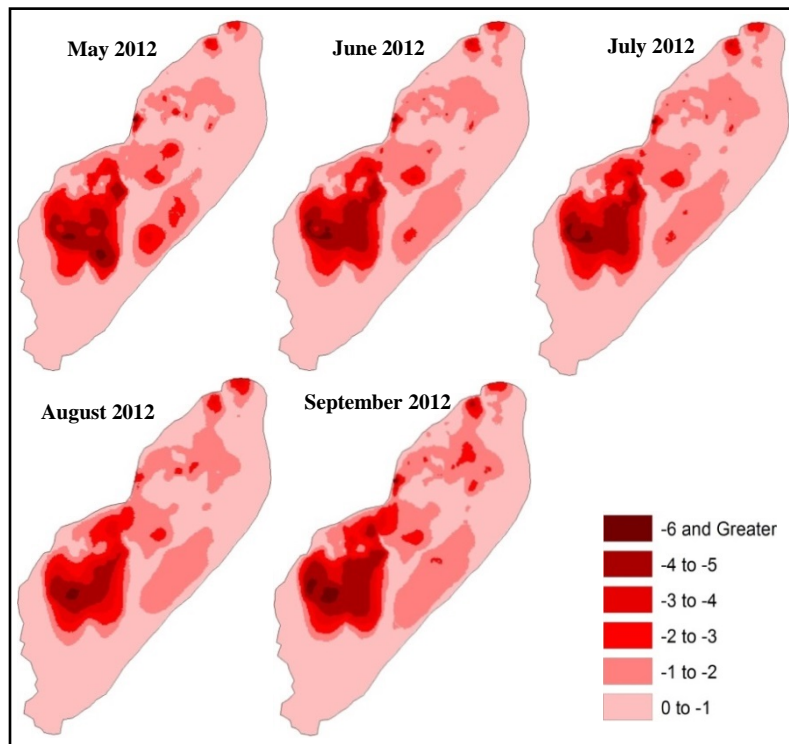 May 2012
June 2012
July 2012
August 2012
September 2012
-6 and Greater
-4 to -5
-3 to -4
-2 to -3
-1 to -2
0 to -1